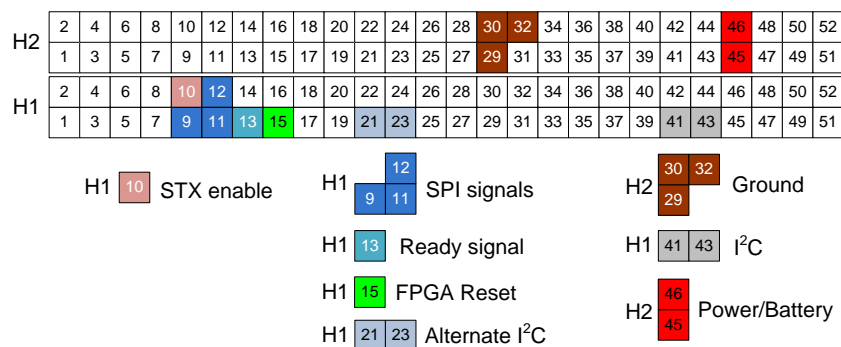 2 4 6 8 10 12 14 16 18 20 22 24 26 28 30 32 34 36 38 40 42 44 46 48 50 52
H2
1 3 5 7 9 11 13 15 17 19 21 23 25 27 29 31 33 35 37 39 41 43 45 47 49 51
2 4 6 8 10 12 14 16 18 20 22 24 26 28 30 32 34 36 38 40 42 44 46 48 50 52
H1
1 3 5 7 9 11 13 15 17 19 21 23 25 27 29 31 33 35 37 39 41 43 45 47 49 51
H1 10 STX enable
12
H1 SPI signals
9 11
30 32
H2 Ground
29
H1 13 Ready signal
H1 41 43 I²C
H1 15 FPGA Reset
46
H2 Power/Battery
45
H1 21 23 Alternate I²C